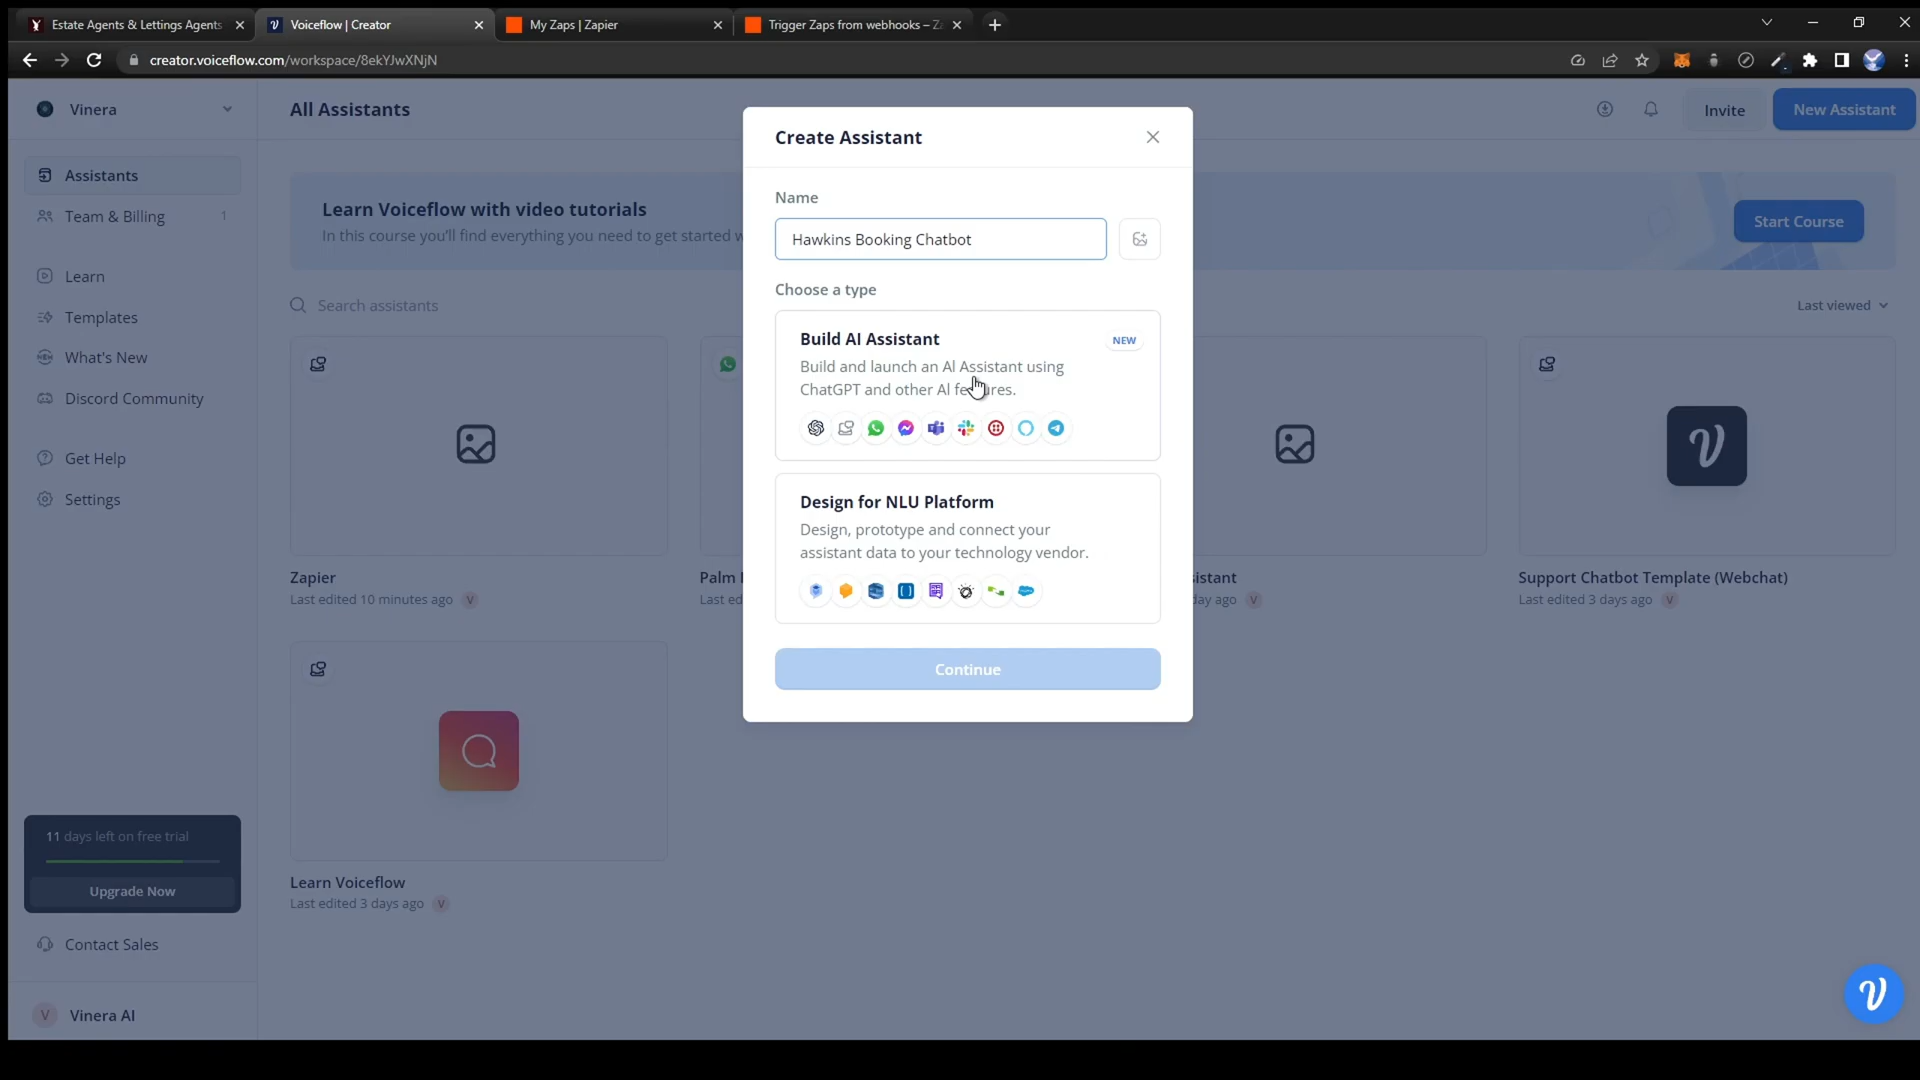 Estate Agents & Lettings Agents
Voiceflow | Creator
My Zaps | Zapier
Trigger Zaps from webhooks – Z
creator.voiceflow.com/workspace/8ekYJwXNjN
Vinera
All Assistants
Invite
New Assistant
Assistants
Team & Billing 1
Learn
Templates
What's New
Discord Community
Get Help
Settings
11 days left on free trial
Upgrade Now
Contact Sales
V Vinera AI
Learn Voiceflow with video tutorials
In this course you'll find everything you need to get started w
Start Course
Search assistants
Last viewed
Zapier
Last edited 10 minutes ago V
Palm
Last ed
istant
day ago V
Support Chatbot Template (Webchat)
Last edited 3 days ago V
Learn Voiceflow
Last edited 3 days ago V
Create Assistant
Name
Hawkins Booking Chatbot
Choose a type
Build AI Assistant
NEW
Build and launch an AI Assistant using
ChatGPT and other AI fe res.
Design for NLU Platform
Design, prototype and connect your
assistant data to your technology vendor.
Continue